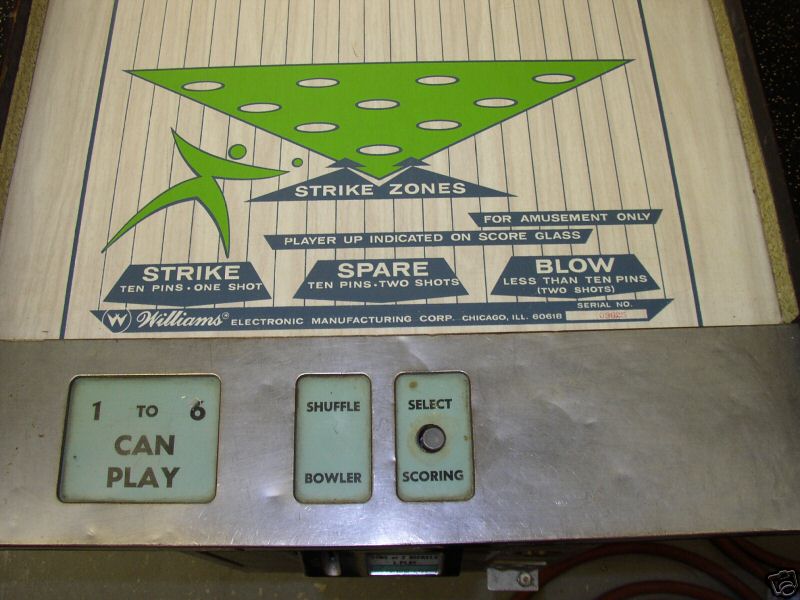 STRIKE ZONES
FOR AMUSEMENT ONLY
PLAYER UP INDICATED ON SCORE GLASS
STRIKE
TEN PINS · ONE SHOT
SPARE
TEN PINS · TWO SHOTS
BLOW
LESS THAN TEN PINS
(TWO SHOTS)
SERIAL NO.
W Williams® ELECTRONIC MANUFACTURING CORP. CHICAGO, ILL. 60618
1 TO 6
CAN
PLAY
SHUFFLE
BOWLER
SELECT
SCORING
1 PLAY